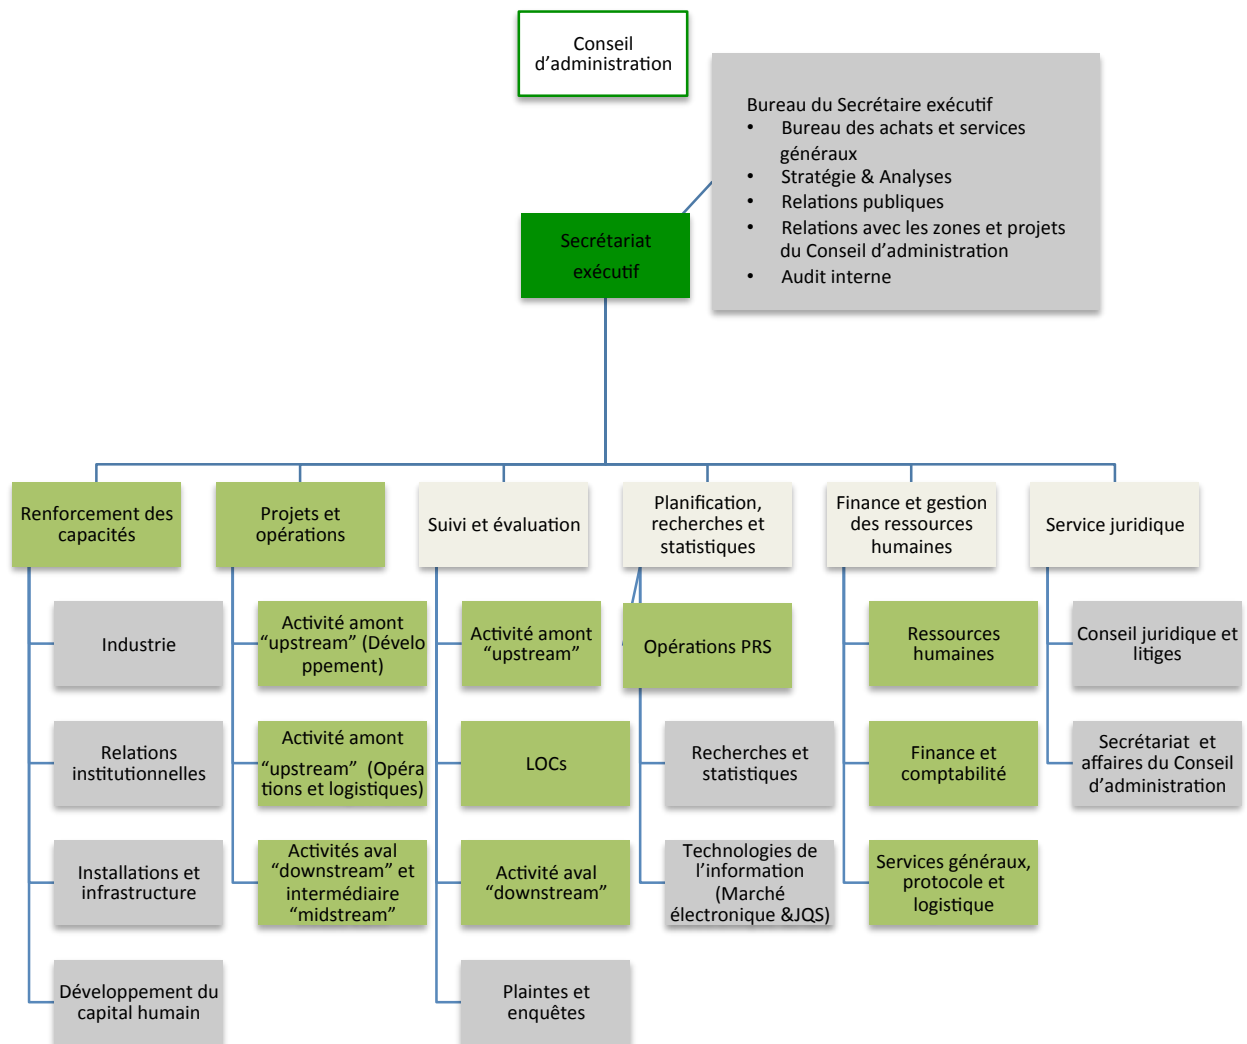 Conseil
d’administration
Bureau du Secrétaire exécutif
• Bureau des achats et services
généraux
• Stratégie & Analyses
• Relations publiques
• Relations avec les zones et projets
du Conseil d’administration
• Audit interne
Secrétariat
exécutif
Renforcement des
capacités
Projets et
opérations
Suivi et évaluation
Planification,
recherches et
statistiques
Finance et gestion
des ressources
humaines
Service juridique
Industrie
Relations
institutionnelles
Installations et
infrastructure
Développement du
capital humain
Activité amont
“upstream” (Dévelo
ppement)
Activité amont
“upstream” (Opéra
tions et logistiques)
Activités aval
“downstream” et
intermédiaire
“midstream”
Activité amont
“upstream”
LOCs
Activité aval
“downstream”
Plaintes et
enquêtes
Opérations PRS
Recherches et
statistiques
Technologies de
l’information
(Marché
électronique &JQS)
Ressources
humaines
Finance et
comptabilité
Services généraux,
protocole et
logistique
Conseil juridique et
litiges
Secrétariat et
affaires du Conseil
d’administration